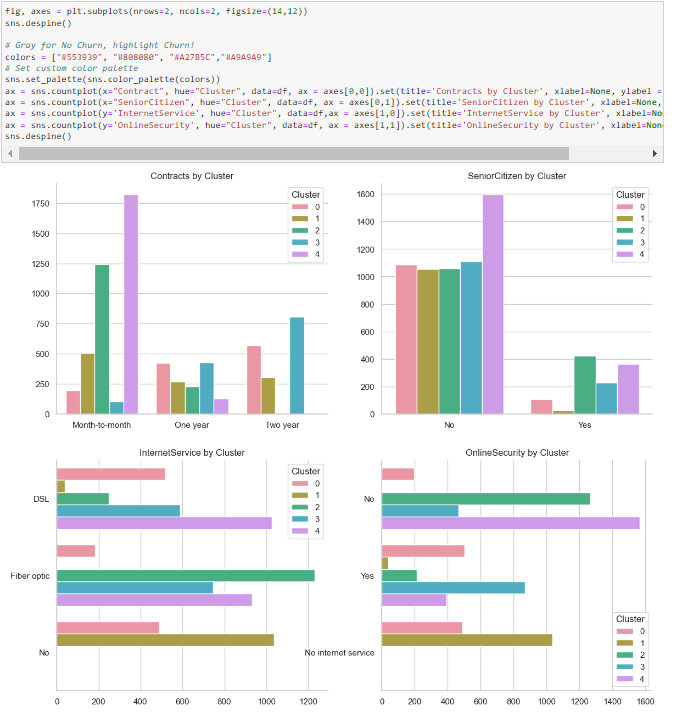 fig, axes = plt.subplots(nrows=2, ncols=2, figsize=(14,12))
sns.despine()
# Gray for No Churn, highlight Churn!
colors = ["#553939", "#808080", "#A27B5C","#A9A9A9"]
# Set custom color palette
sns.set_palette(sns.color_palette(colors))
ax = sns.countplot(x="Contract", hue="Cluster", data=df, ax = axes[0,0]).set(title='Contracts by Cluster', xlabel=None, ylabel =
ax = sns.countplot(x="SeniorCitizen", hue="Cluster", data=df, ax = axes[0,1]).set(title='SeniorCitizen by Cluster', xlabel=None,
ax = sns.countplot(y='InternetService', hue="Cluster", data=df,ax = axes[1,0]).set(title='InternetService by Cluster', xlabel=No
ax = sns.countplot(y='OnlineSecurity', hue="Cluster", data=df, ax = axes[1,1]).set(title='OnlineSecurity by Cluster', xlabel=Non
sns.despine()
Contracts by Cluster
1750
1500
1250
1000
750
500
250
0
Month-to-month One year Two year
Cluster
0
1
2
3
4
SeniorCitizen by Cluster
1600
1400
1200
1000
800
600
400
200
0
No Yes
Cluster
0
1
2
3
4
InternetService by Cluster
DSL
Fiber optic
No
0 200 400 600 800 1000 1200
Cluster
0
1
2
3
4
OnlineSecurity by Cluster
No
Yes
No internet service
0 200 400 600 800 1000 1200 1400 1600
Cluster
0
1
2
3
4